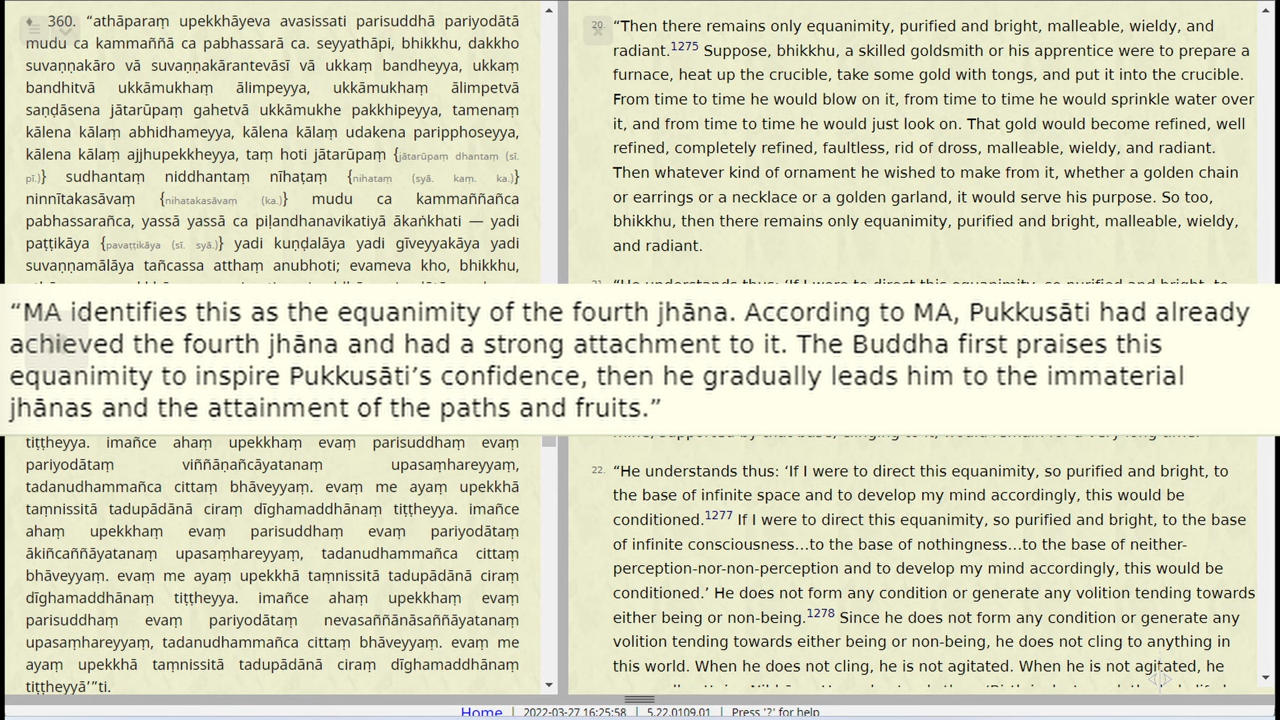 360. “athāparaṃ upekkhāyeva avasissati parisuddhā pariyodātā
mudu ca kammaññā ca pabhassarā ca. seyyathāpi, bhikkhu, dakkho
suvaṇṇakāro vā suvaṇṇakārantevāsī vā ukkaṃ bandheyya, ukkaṃ
bandhitvā ukkāmukhaṃ ālimpeyya, ukkāmukhaṃ ālimpetvā
saṇḍāsena jātarūpaṃ gahetvā ukkāmukhe pakkhipeyya, tamenaṃ
kālena kālaṃ abhidhameyya, kālena kālaṃ udakena paripphoseyya,
kālena kālaṃ ajjhupekkheyya, taṃ hoti jātarūpaṃ {jātarūpaṃ dhantaṃ (sī.
pī.)} sudhantaṃ niddhantaṃ nīhaṭaṃ {nihataṃ (syā. kaṃ. ka.)}
ninnītakasāvaṃ {nihatakasāvaṃ (ka.)} mudu ca kammaññañca
pabhassarañca, yassā yassā ca piḷandhanavikatiyā ākaṅkhati — yadi
paṭṭikāya {pavaṭṭikāya (sī. syā.)} yadi kuṇḍalāya yadi gīveyyakāya yadi
suvaṇṇamālāya tañcassa atthaṃ anubhoti; evameva kho, bhikkhu,
20. “Then there remains only equanimity, purified and bright, malleable, wieldy, and
radiant.1275 Suppose, bhikkhu, a skilled goldsmith or his apprentice were to prepare a
furnace, heat up the crucible, take some gold with tongs, and put it into the crucible.
From time to time he would blow on it, from time to time he would sprinkle water over
it, and from time to time he would just look on. That gold would become refined, well
refined, completely refined, faultless, rid of dross, malleable, wieldy, and radiant.
Then whatever kind of ornament he wished to make from it, whether a golden chain
or earrings or a necklace or a golden garland, it would serve his purpose. So too,
bhikkhu, then there remains only equanimity, purified and bright, malleable, wieldy,
and radiant.
“MA identifies this as the equanimity of the fourth jhāna. According to MA, Pukkusāti had already
achieved the fourth jhāna and had a strong attachment to it. The Buddha first praises this
equanimity to inspire Pukkusāti’s confidence, then he gradually leads him to the immaterial
jhānas and the attainment of the paths and fruits.”
tiṭṭheyya. imañce ahaṃ upekkhaṃ evaṃ parisuddhaṃ evaṃ
pariyodātaṃ viññāṇañcāyatanaṃ upasaṃhareyyaṃ,
tadanudhammañca cittaṃ bhāveyyaṃ. evaṃ me ayaṃ upekkhā
taṃnissitā tadupādānā ciraṃ dīghamaddhānaṃ tiṭṭheyya. imañce
ahaṃ upekkhaṃ evaṃ parisuddhaṃ evaṃ pariyodātaṃ
ākiñcaññāyatanaṃ upasaṃhareyyaṃ, tadanudhammañca cittaṃ
bhāveyyaṃ. evaṃ me ayaṃ upekkhā taṃnissitā tadupādānā ciraṃ
dīghamaddhānaṃ tiṭṭheyya. imañce ahaṃ upekkhaṃ evaṃ
parisuddhaṃ evaṃ pariyodātaṃ nevasaññānāsaññāyatanaṃ
upasaṃhareyyaṃ, tadanudhammañca cittaṃ bhāveyyaṃ. evaṃ me
ayaṃ upekkhā taṃnissitā tadupādānā ciraṃ dīghamaddhānaṃ
tiṭṭheyyā’”ti.
22. “He understands thus: ‘If I were to direct this equanimity, so purified and bright, to
the base of infinite space and to develop my mind accordingly, this would be
conditioned.1277 If I were to direct this equanimity, so purified and bright, to the base
of infinite consciousness…to the base of nothingness…to the base of neither-
perception-nor-non-perception and to develop my mind accordingly, this would be
conditioned.’ He does not form any condition or generate any volition tending towards
either being or non-being.1278 Since he does not form any condition or generate any
volition tending towards either being or non-being, he does not cling to anything in
this world. When he does not cling, he is not agitated. When he is not agitated, he
Home | 2022-03-27 16:25:58 | 5.22.0109.01 | Press '?' for help